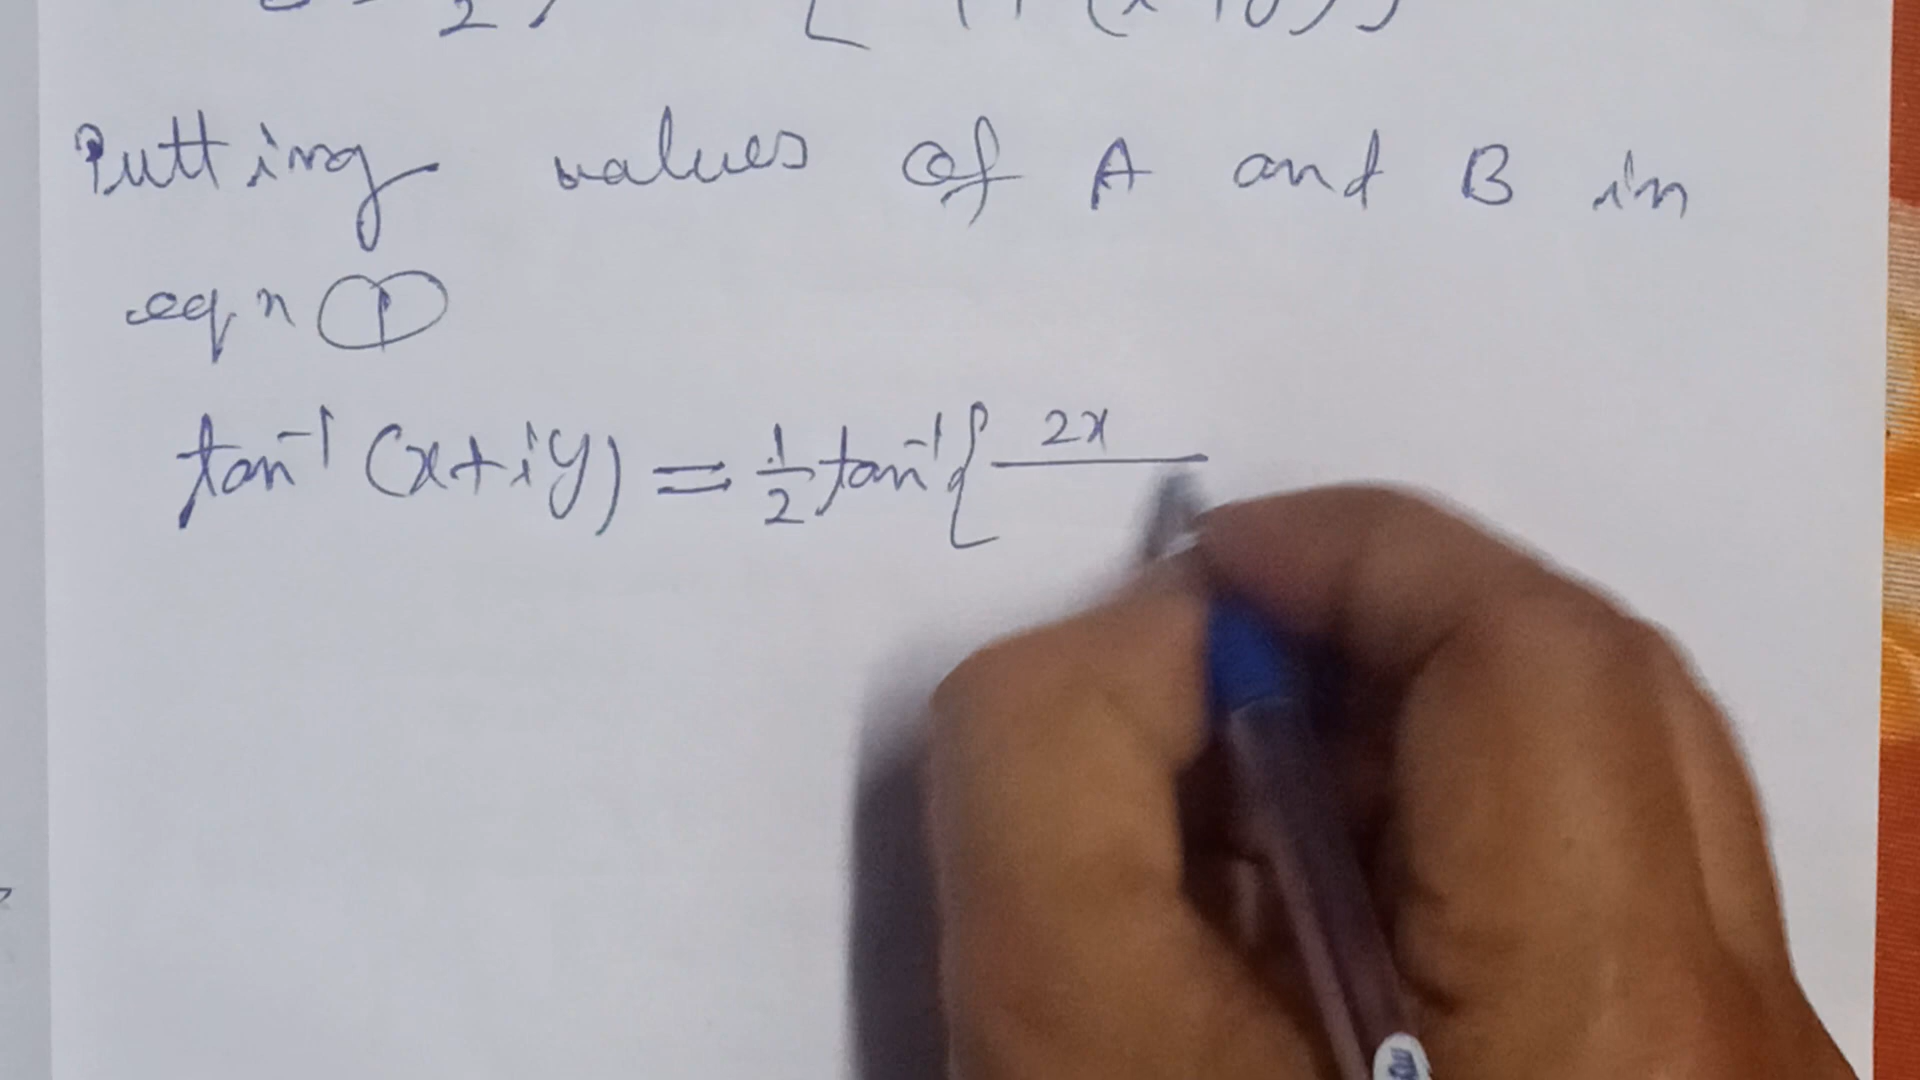 Putting values of A and B in
eqn ①
tan⁻¹ (x+iy) = 1/2 tan⁻¹ { 2x